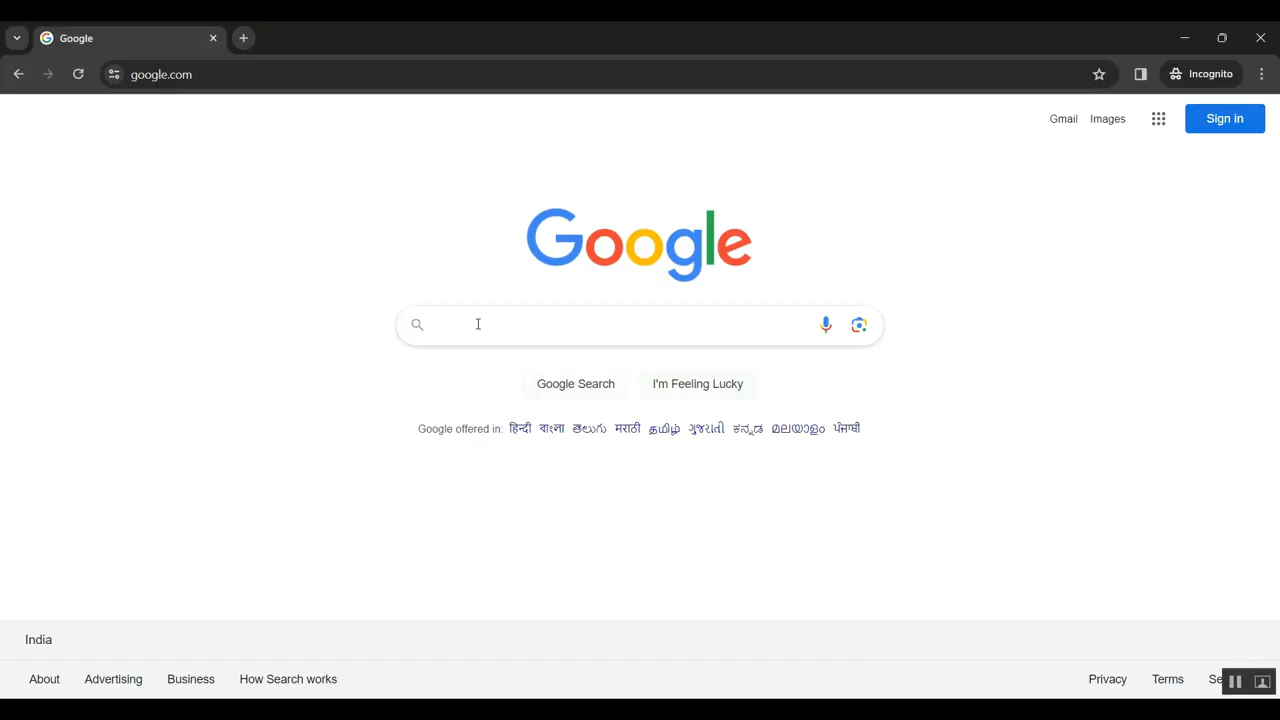 Google
google.com
Incognito
Gmail Images Sign in
Google
Google Search I'm Feeling Lucky
Google offered in: हिन्दी বাংলা తెలుగు मराठी தமிழ் ગુજરાતી ಕನ್ನಡ മലയാളം ਪੰਜਾਬੀ
India
About Advertising Business How Search works Privacy Terms Se